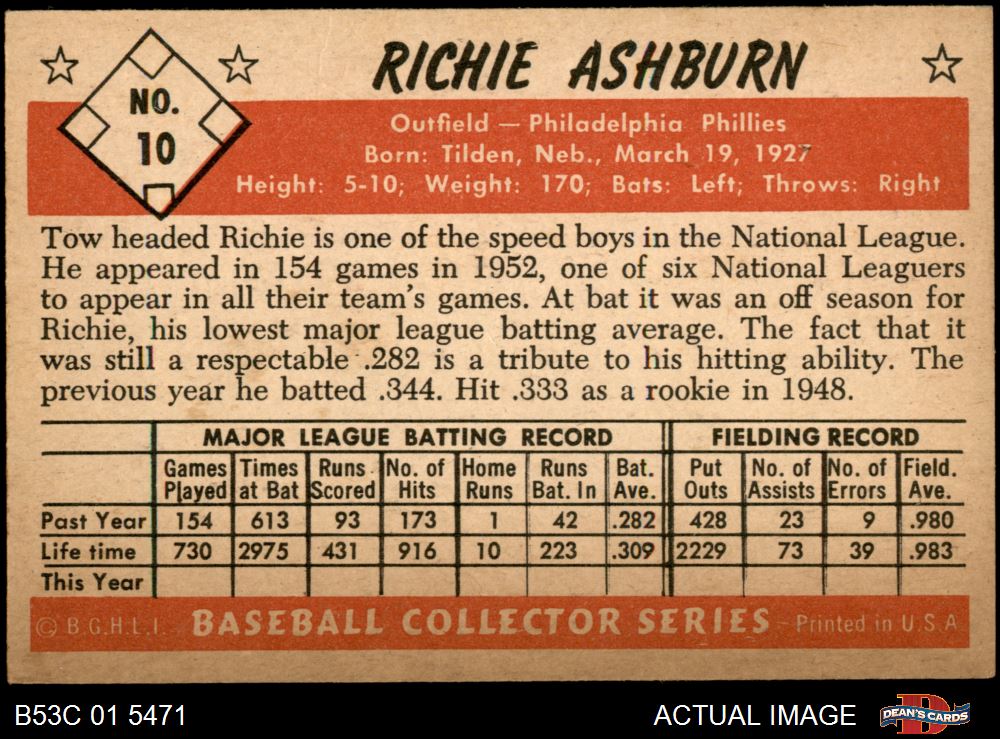 RICHIE ASHBURN
NO.
10
Outfield — Philadelphia Phillies
Born: Tilden, Neb., March 19, 1927
Height: 5-10; Weight: 170; Bats: Left; Throws: Right
Tow headed Richie is one of the speed boys in the National League.
He appeared in 154 games in 1952, one of six National Leaguers
to appear in all their team's games. At bat it was an off season for
Richie, his lowest major league batting average. The fact that it
was still a respectable .282 is a tribute to his hitting ability. The
previous year he batted .344. Hit .333 as a rookie in 1948.
MAJOR LEAGUE BATTING RECORD FIELDING RECORD
Games Times Runs No. of Home Runs Bat. Put No. of No. of Field.
Played at Bat Scored Hits Runs Bat. In Ave. Outs Assists Errors Ave.
Past Year 154 613 93 173 1 42 .282 428 23 9 .980
Life time 730 2975 431 916 10 223 .309 2229 73 39 .983
This Year
© B.G.H.L.I. BASEBALL COLLECTOR SERIES - Printed in U.S.A
B53C 01 5471 ACTUAL IMAGE DEAN'S CARDS